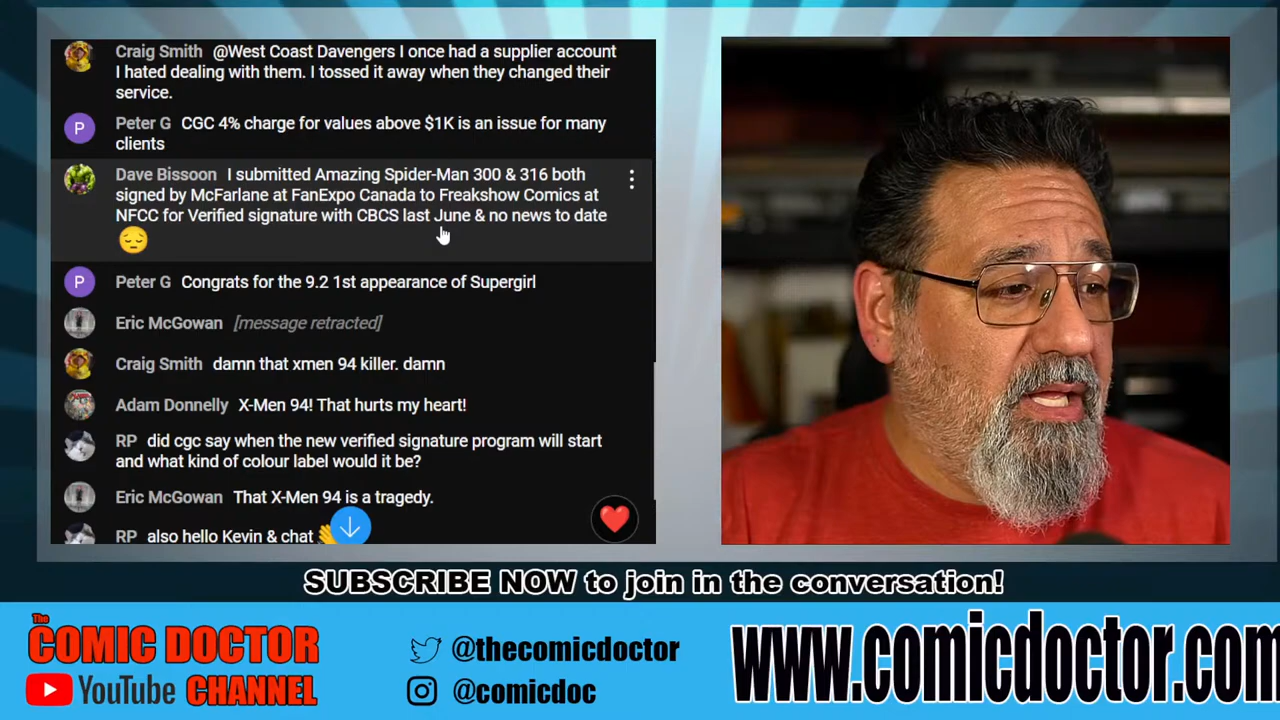 Craig Smith @West Coast Davengers I once had a supplier account
I hated dealing with them. I tossed it away when they changed their
service.
P Peter G CGC 4% charge for values above $1K is an issue for many
clients
Dave Bissoon I submitted Amazing Spider-Man 300 & 316 both
signed by McFarlane at FanExpo Canada to Freakshow Comics at
NFCC for Verified signature with CBCS last June & no news to date
P Peter G Congrats for the 9.2 1st appearance of Supergirl
Eric McGowan [message retracted]
Craig Smith damn that xmen 94 killer. damn
Adam Donnelly X-Men 94! That hurts my heart!
RP did cgc say when the new verified signature program will start
and what kind of colour label would it be?
Eric McGowan That X-Men 94 is a tragedy.
RP also hello Kevin & chat
SUBSCRIBE NOW to join in the conversation!
The
COMIC DOCTOR
YouTube CHANNEL
@thecomicdoctor
@comicdoc
www.comicdoctor.com